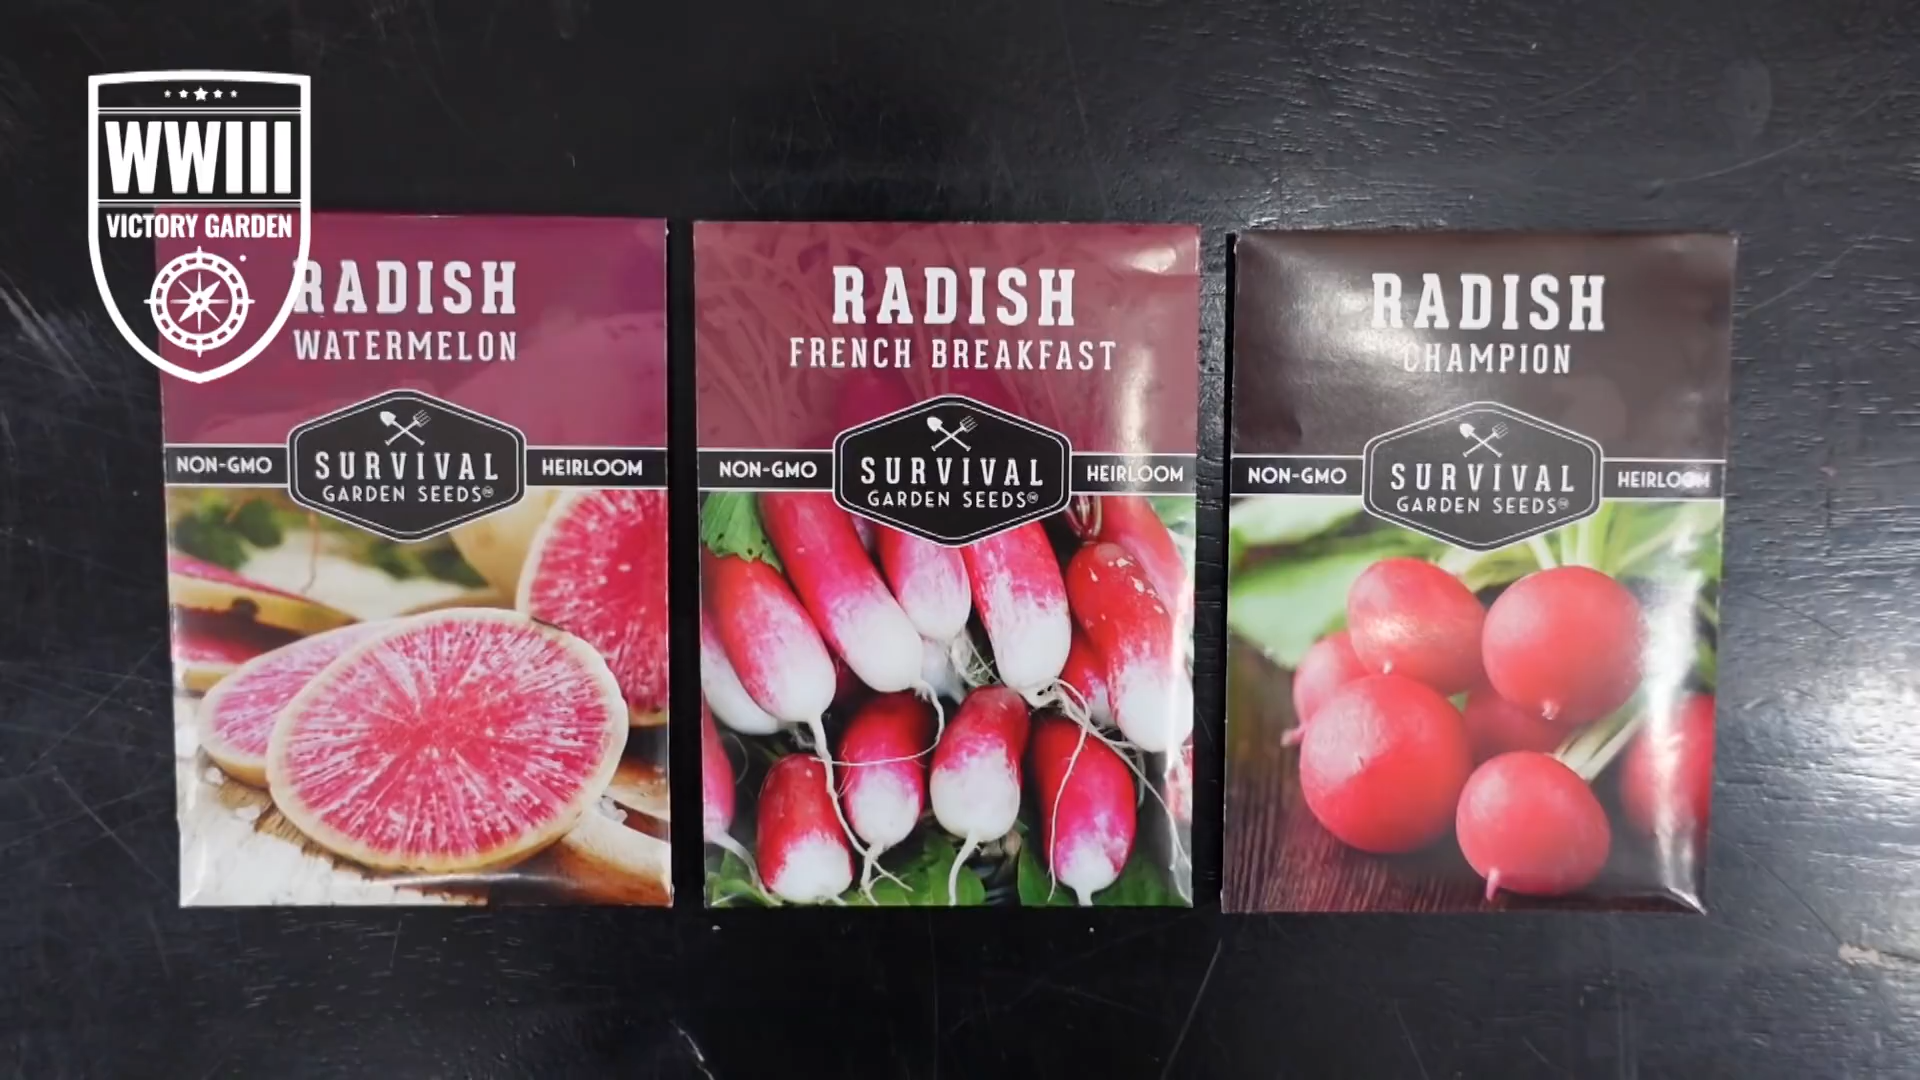 WWIII
VICTORY GARDEN
RADISH
WATERMELON
NON-GMO
SURVIVAL
GARDEN SEEDS
HEIRLOOM
RADISH
FRENCH BREAKFAST
NON-GMO
SURVIVAL
GARDEN SEEDS
HEIRLOOM
RADISH
CHAMPION
NON-GMO
SURVIVAL
GARDEN SEEDS
HEIRLOOM